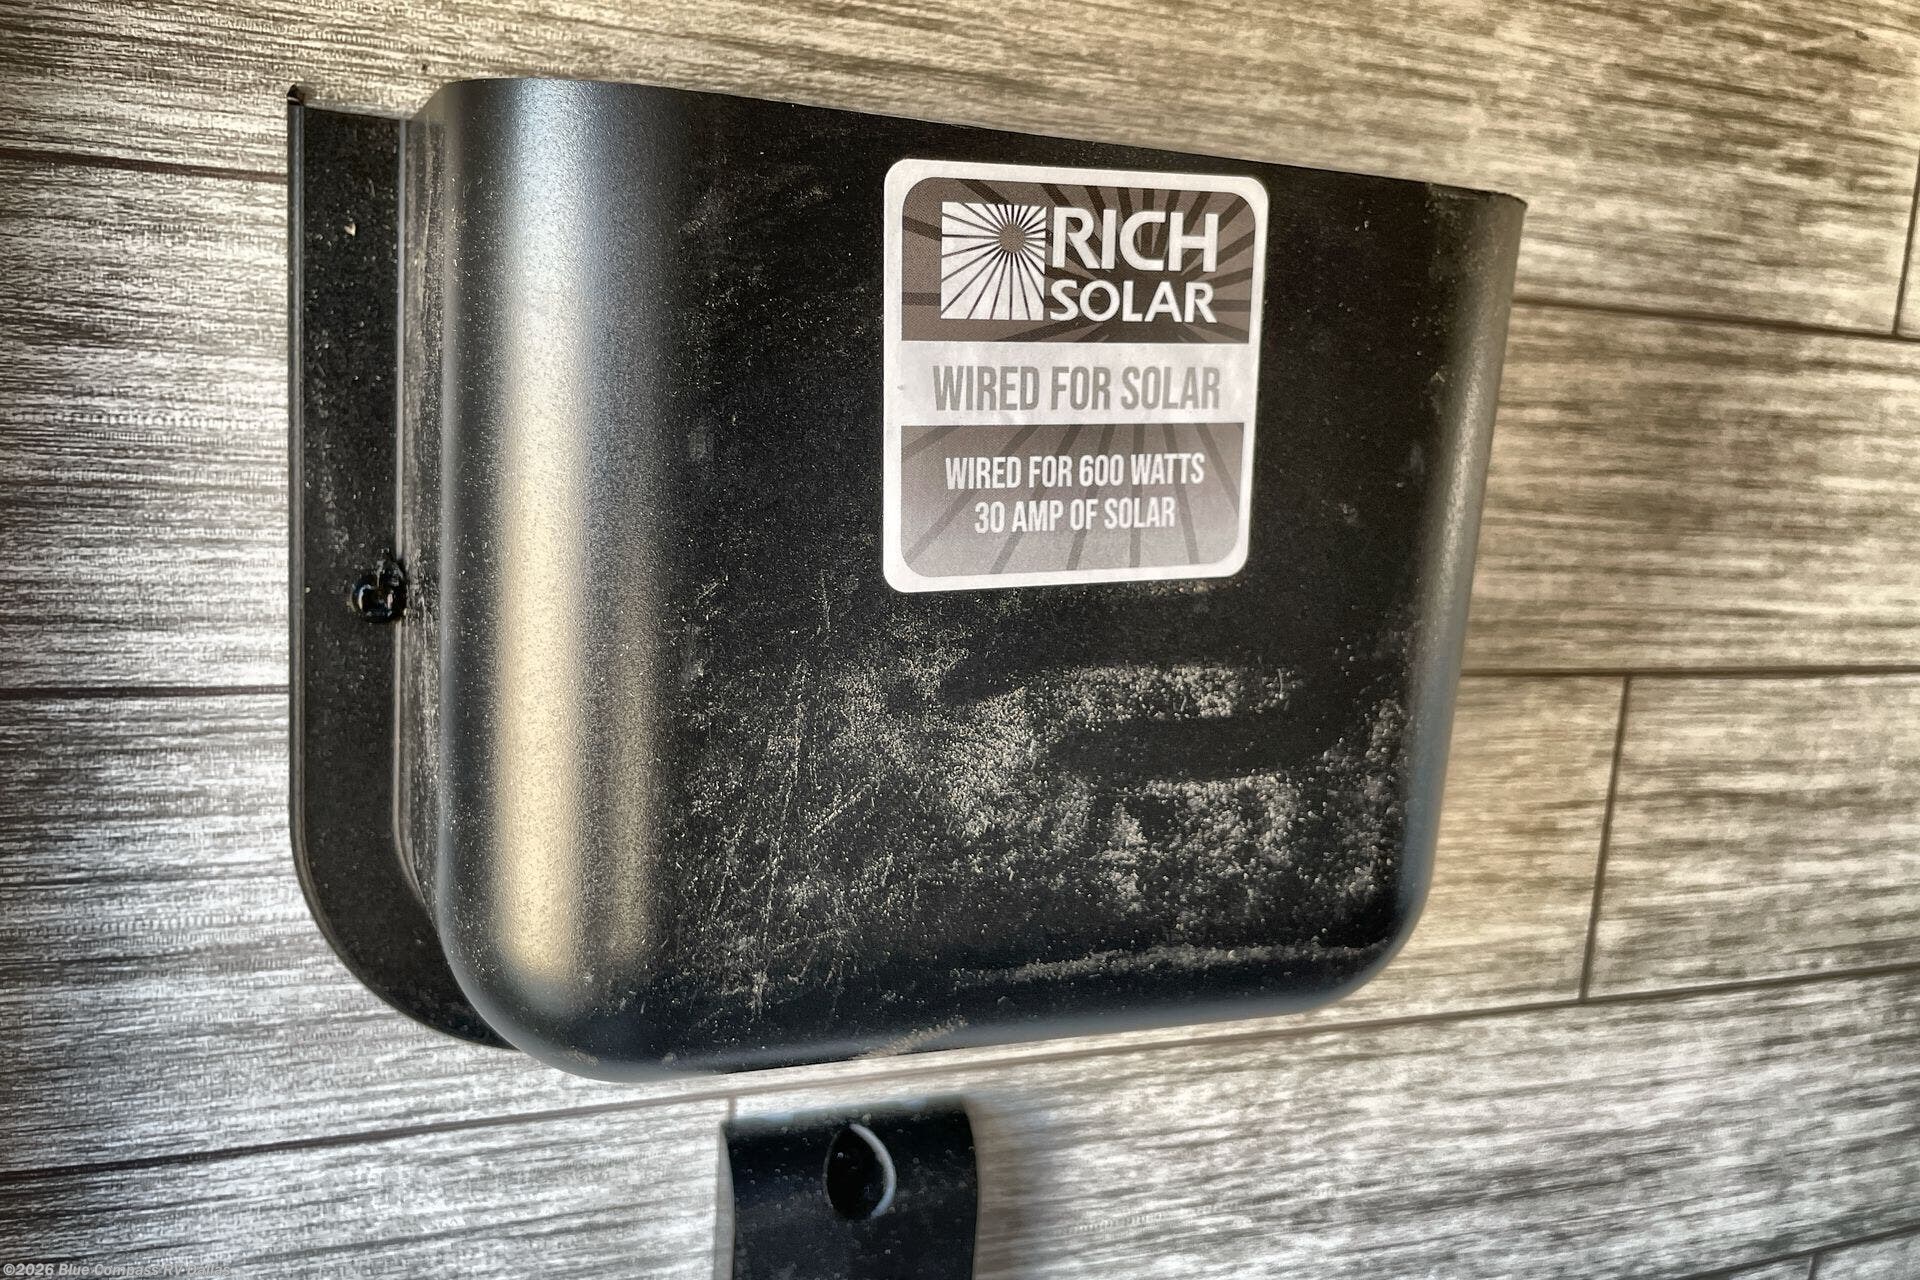 RICH
SOLAR
WIRED FOR SOLAR
WIRED FOR 600 WATTS
30 AMP OF SOLAR
©2026 Blue Compass RV Dallas